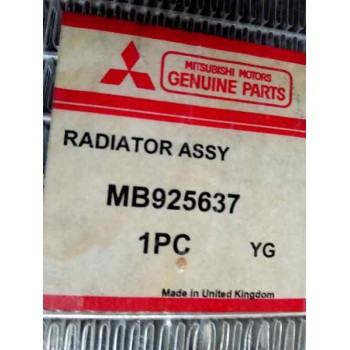 MITSUBISHI MOTORS
GENUINE PARTS
RADIATOR ASSY
MB925637
1PC YG
Made in United Kingdom